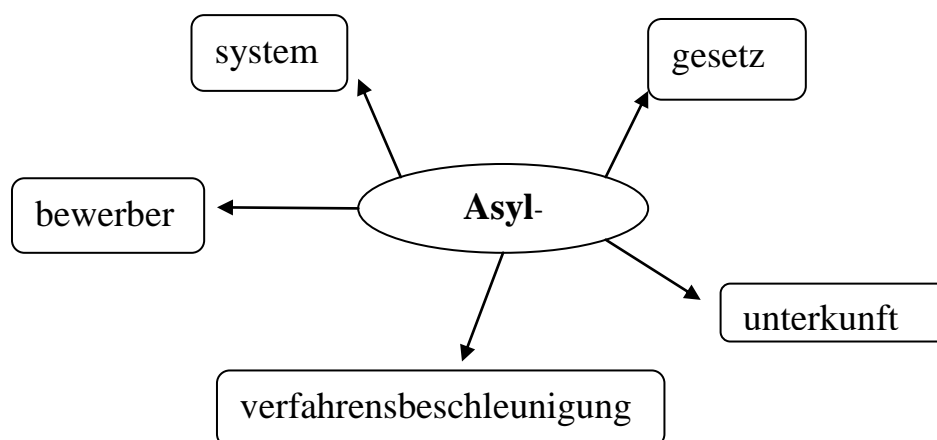 system
gesetz
bewerber
Asyl-
unterkunft
verfahrensbeschleunigung